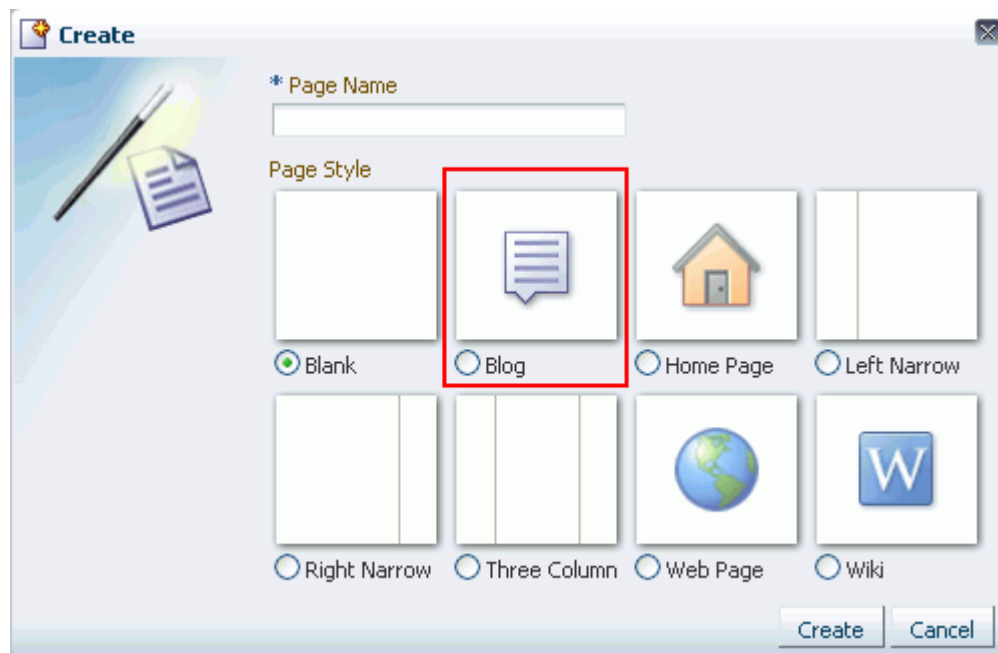 Create
* Page Name
Page Style
Blank Blog Home Page Left Narrow
W
Right Narrow Three Column Web Page Wiki
Create Cancel